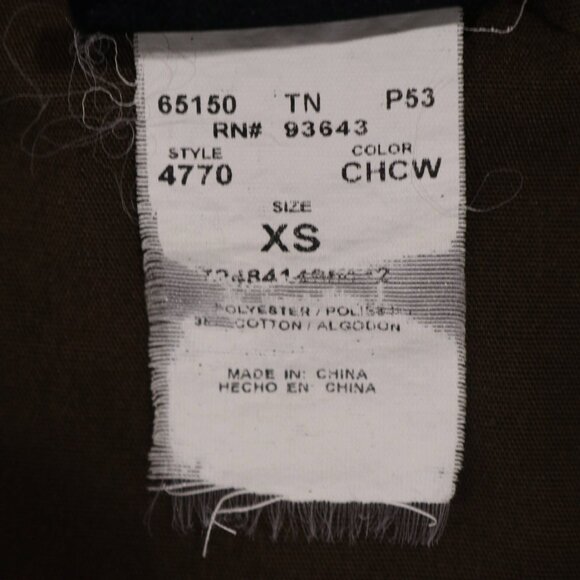 65150 TN P53
RN# 93643
STYLE COLOR
4770 CHCW
SIZE
XS
POLYESTER / 
COTTON / ALGODON
MADE IN: CHINA
HECHO EN: CHINA